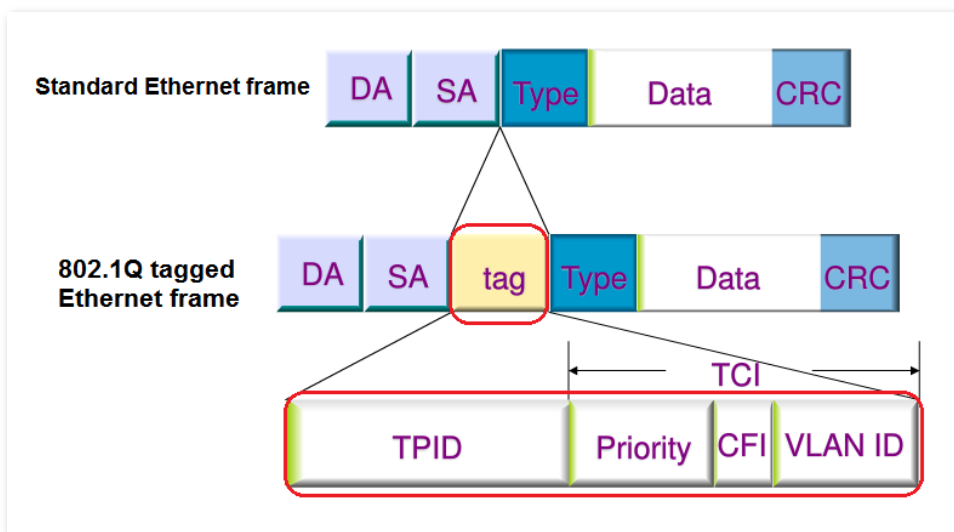 Standard Ethernet frame
DA SA Type Data CRC
802.1Q tagged
Ethernet frame
DA SA tag Type Data CRC
TCI
TPID Priority CFI VLAN ID